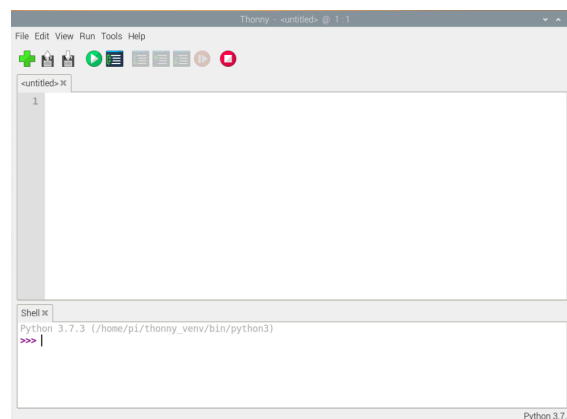 Thonny - <untitled> @ 1 : 1
File Edit View Run Tools Help
<untitled>
1
Shell
Python 3.7.3 (/home/pi/thonny_venv/bin/python3)
>>>
Python 3.7.